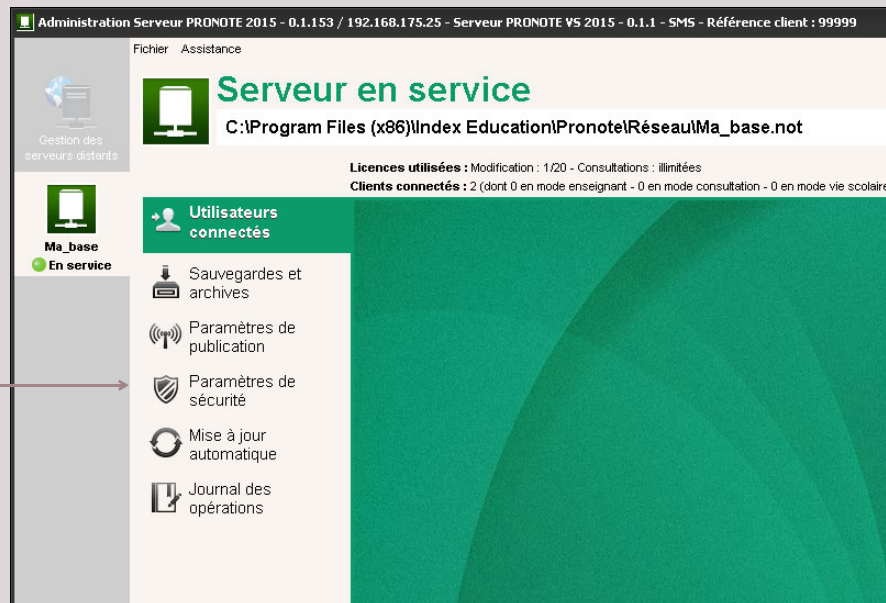 Administration Serveur PRONOTE 2015 - 0.1.153 / 192.168.175.25 - Serveur PRONOTE VS 2015 - 0.1.1 - SMS - Référence client : 99999
Fichier Assistance
Gestion des
serveurs distants
Serveur en service
C:\Program Files (x86)\Index Education\Pronote\Réseau\Ma_base.not
Licences utilisées : Modification : 1/20 - Consultations : illimitées
Clients connectés : 2 (dont 0 en mode enseignant - 0 en mode consultation - 0 en mode vie scolaire
Ma_base
En service
Utilisateurs
connectés
Sauvegardes et
archives
Paramètres de
publication
Paramètres de
sécurité
Mise à jour
automatique
Journal des
opérations